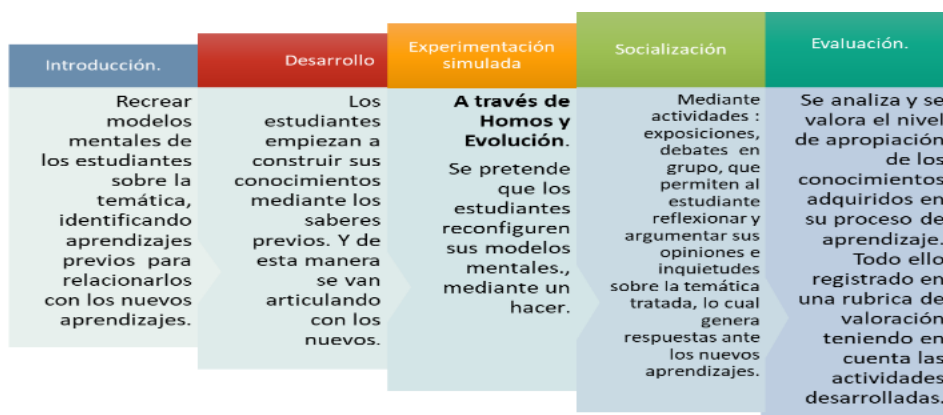 Introducción.
Recrear
modelos
mentales de
los estudiantes
sobre la
temática,
identificando
aprendizajes
previos para
relacionarlos
con los nuevos
aprendizajes.
Desarrollo
Los
estudiantes
empiezan a
construir sus
conocimientos
mediante los
saberes
previos. Y de
esta manera
se van
articulando
con los
nuevos.
Experimentación
simulada
A través de
Homos y
Evolución.
Se pretende
que los
estudiantes
reconfiguren
sus modelos
mentales.,
mediante un
hacer.
Socialización
Mediante
actividades :
exposiciones,
debates en
grupo, que
permiten al
estudiante
reflexionar y
argumentar sus
opiniones e
inquietudes
sobre la temática
tratada, lo cual
genera
respuestas ante
los nuevos
aprendizajes.
Evaluación.
Se analiza y se
valora el nivel
de apropiación
de los
conocimientos
adquiridos en
su proceso de
aprendizaje.
Todo ello
registrado en
una rubrica de
valoración
teniendo en
cuenta las
actividades
desarrolladas.